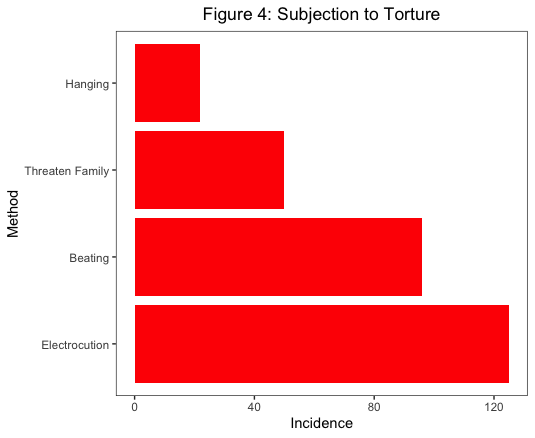 Figure 4: Subjection to Torture
Method
Hanging
Threaten Family
Beating
Electrocution
0 40 80 120
Incidence